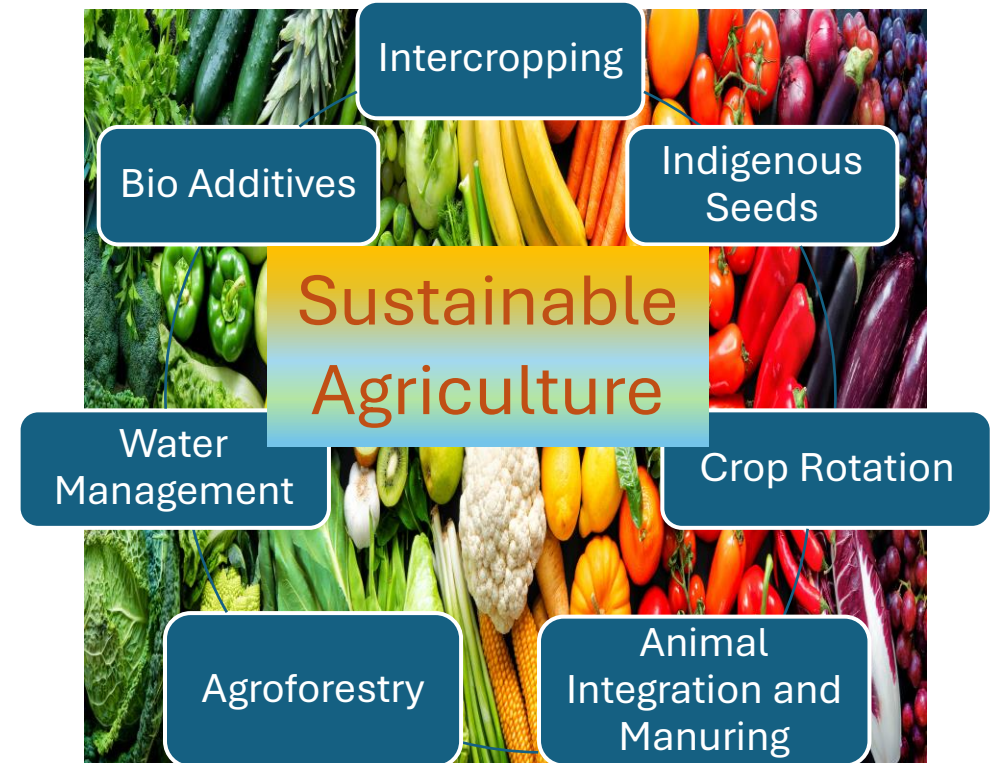 Intercropping
Bio Additives
Indigenous
Seeds
Sustainable
Agriculture
Water
Management
Crop Rotation
Agroforestry
Animal
Integration and
Manuring